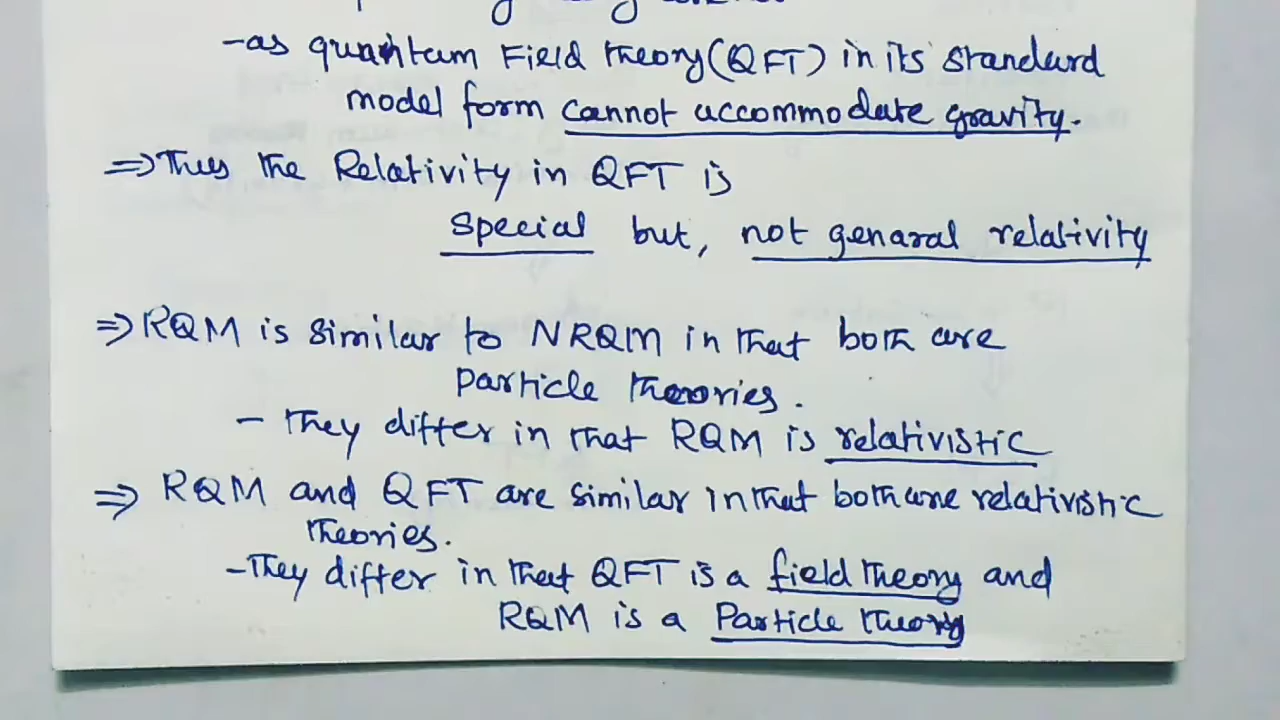 -as quantum Field theory (QFT) in its standard
model form cannot accommodate gravity.
⇒ Thus the Relativity in QFT is
special but, not genaral relativity
⇒ RQM is similar to NRQM in that both are
particle theories.
- They differ in that RQM is relativistic
⇒ RQM and QFT are similar in that both are relativistic
theories.
-They differ in that QFT is a field theory and
RQM is a Particle theory